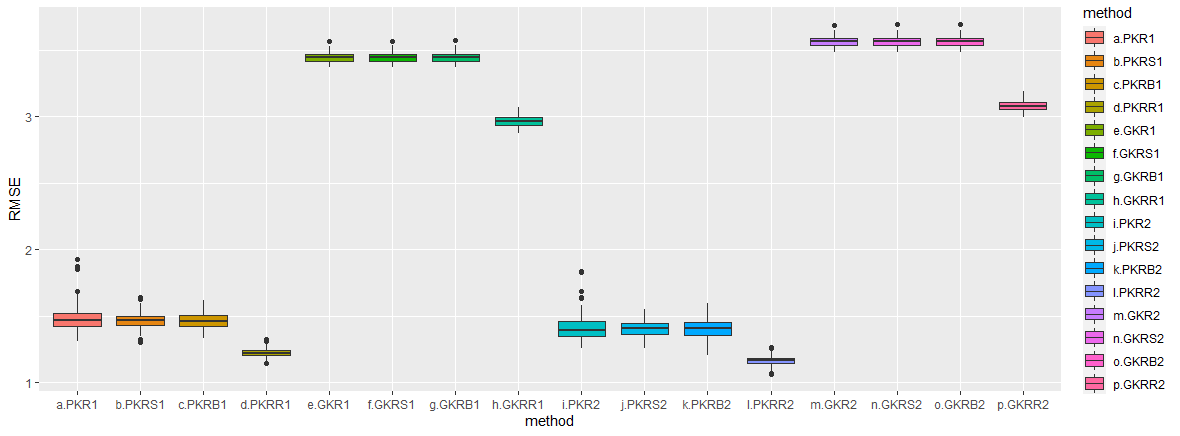 RMSE
3
2
1
a.PKR1 b.PKRS1 c.PKRB1 d.PKRR1 e.GKR1 f.GKRS1 g.GKRB1 h.GKRR1 i.PKR2 j.PKRS2 k.PKRB2 l.PKRR2 m.GKR2 n.GKRS2 o.GKRB2 p.GKRR2
method
method
a.PKR1
b.PKRS1
c.PKRB1
d.PKRR1
e.GKR1
f.GKRS1
g.GKRB1
h.GKRR1
i.PKR2
j.PKRS2
k.PKRB2
l.PKRR2
m.GKR2
n.GKRS2
o.GKRB2
p.GKRR2